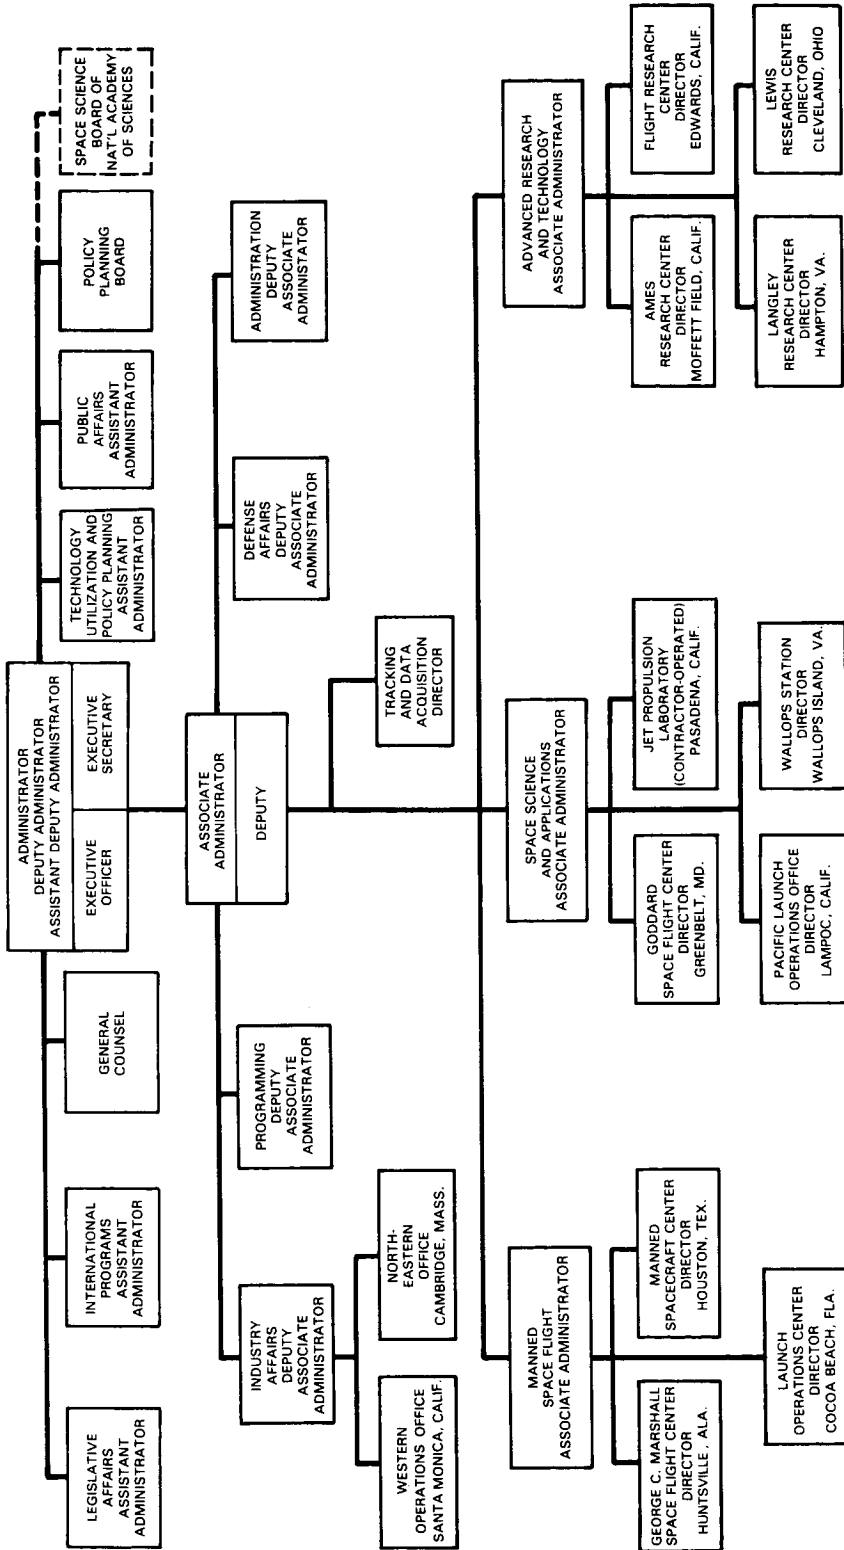 ADMINISTRATOR
DEPUTY ADMINISTRATOR
ASSISTANT DEPUTY ADMINISTRATOR
EXECUTIVE
OFFICER
EXECUTIVE
SECRETARY
LEGISLATIVE
AFFAIRS
ASSISTANT
ADMINISTRATOR
INTERNATIONAL
PROGRAMS
ASSISTANT
ADMINISTRATOR
GENERAL
COUNSEL
TECHNOLOGY
UTILIZATION AND
POLICY PLANNING
ASSISTANT
ADMINISTRATOR
PUBLIC
AFFAIRS
ASSISTANT
ADMINISTRATOR
POLICY
PLANNING
BOARD
SPACE SCIENCE
BOARD OF
NAT'L ACADEMY
OF SCIENCES
ASSOCIATE
ADMINISTRATOR
DEPUTY
INDUSTRY
AFFAIRS DEPUTY
ASSOCIATE
ADMINISTRATOR
PROGRAMMING
DEPUTY
ASSOCIATE
ADMINISTRATOR
DEFENSE
AFFAIRS
DEPUTY
ASSOCIATE
ADMINISTRATOR
ADMINISTRATION
DEPUTY
ASSOCIATE
ADMINISTATOR
WESTERN
OPERATIONS OFFICE
SANTA MONICA, CALIF.
NORTH-
EASTERN
OFFICE
CAMBRIDGE, MASS.
TRACKING
AND DATA
ACQUISITION
DIRECTOR
MANNED
SPACE FLIGHT
ASSOCIATE ADMINISTRATOR
SPACE SCIENCE
AND APPLICATIONS
ASSOCIATE ADMINISTRATOR
ADVANCED RESEARCH
AND TECHNOLOGY
ASSOCIATE ADMINISTRATOR
GEORGE C. MARSHALL
SPACE FLIGHT CENTER
DIRECTOR
HUNTSVILLE, ALA.
MANNED
SPACECRAFT CENTER
DIRECTOR
HOUSTON, TEX.
GODDARD
SPACE FLIGHT CENTER
DIRECTOR
GREENBELT, MD.
JET PROPULSION
LABORATORY
(CONTRACTOR-OPERATED)
PASADENA, CALIF.
AMES
RESEARCH CENTER
DIRECTOR
MOFFETT FIELD, CALIF.
FLIGHT RESEARCH
CENTER
DIRECTOR
EDWARDS, CALIF.
LAUNCH
OPERATIONS CENTER
DIRECTOR
COCOA BEACH, FLA.
PACIFIC LAUNCH
OPERATIONS OFFICE
DIRECTOR
LAMPOC, CALIF.
WALLOPS STATION
DIRECTOR
WALLOPS ISLAND, VA.
LANGLEY
RESEARCH CENTER
DIRECTOR
HAMPTON, VA.
LEWIS
RESEARCH CENTER
DIRECTOR
CLEVELAND, OHIO